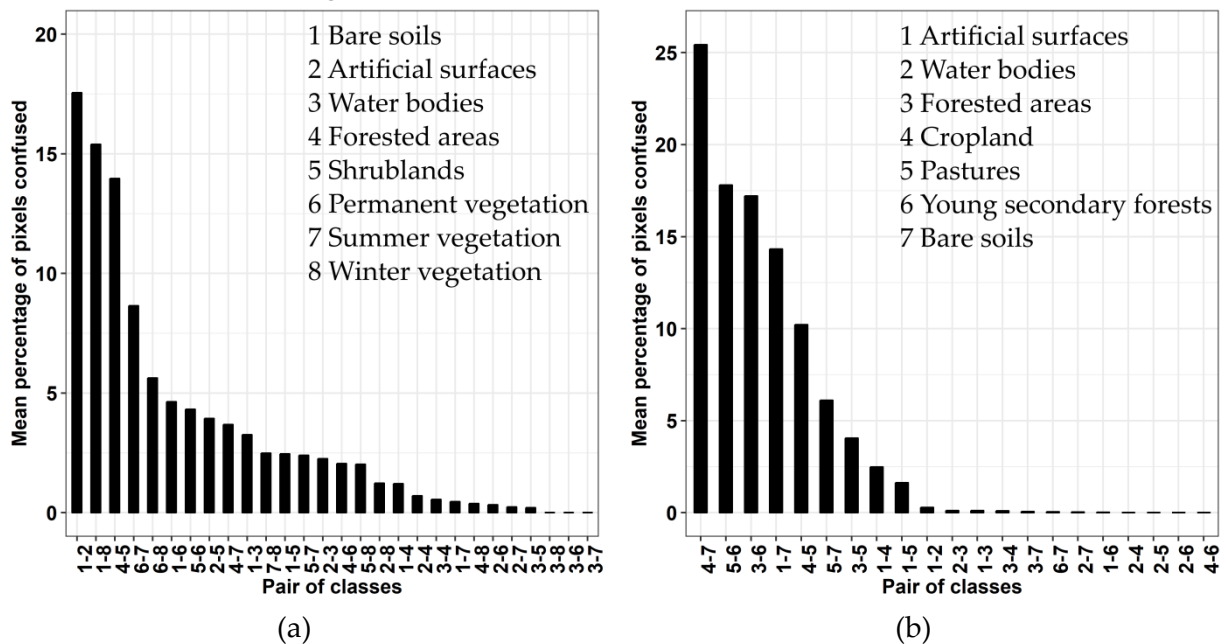 20
15
10
5
0
Mean percentage of pixels confused
1 Bare soils
2 Artificial surfaces
3 Water bodies
4 Forested areas
5 Shrublands
6 Permanent vegetation
7 Summer vegetation
8 Winter vegetation
1-2 1-8 4-5 6-7 6-8 1-6 5-6 2-5 4-7 1-3 7-8 1-5 5-7 2-3 4-6 5-8 2-8 1-4 2-4 3-4 1-7 4-8 2-6 2-7 3-5 3-8 3-6 3-7
Pair of classes
(a)
25
20
15
10
5
0
Mean percentage of pixels confused
1 Artificial surfaces
2 Water bodies
3 Forested areas
4 Cropland
5 Pastures
6 Young secondary forests
7 Bare soils
4-7 5-6 3-6 1-7 4-5 5-7 3-5 1-4 1-5 1-2 2-3 1-3 3-4 3-7 6-7 2-7 1-6 2-4 2-5 2-6 4-6
Pair of classes
(b)